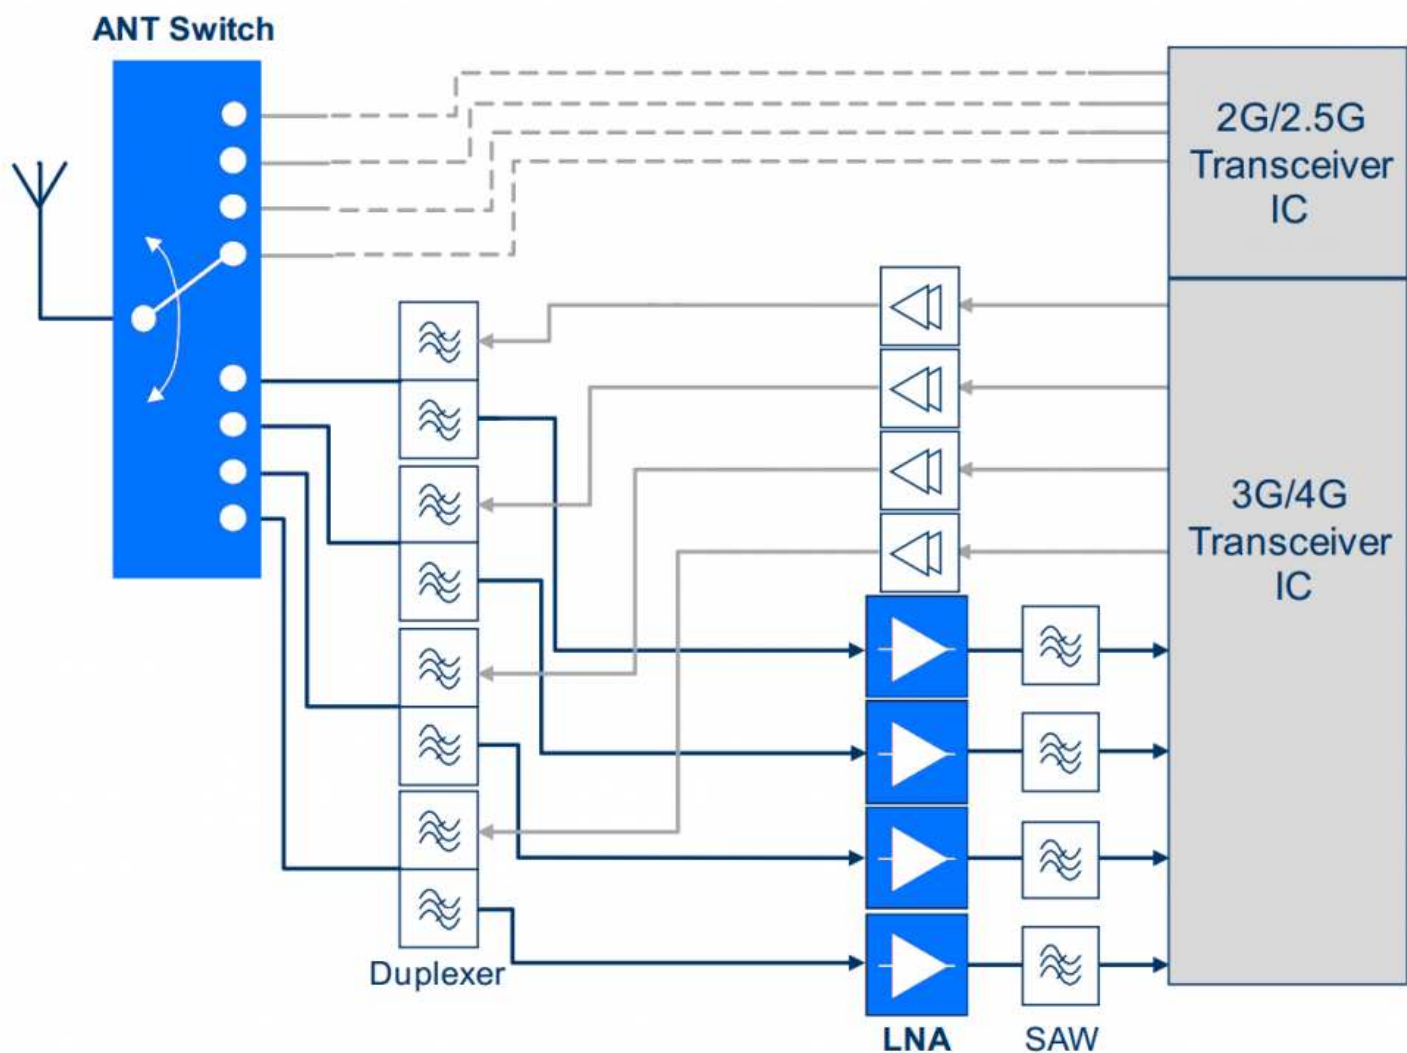 ANT Switch
2G/2.5G
Transceiver
IC
3G/4G
Transceiver
IC
Duplexer
LNA
SAW